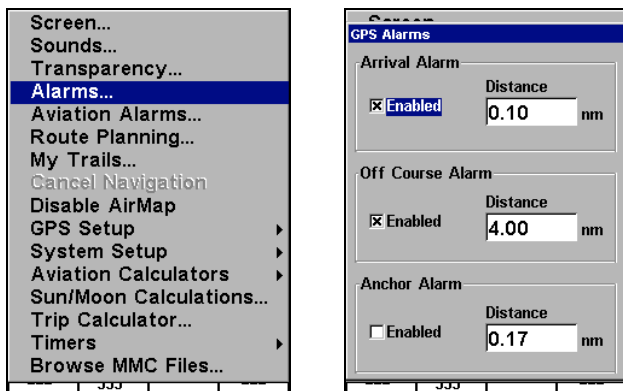 Screen...
Sounds...
Transparency...
Alarms...
Aviation Alarms...
Route Planning...
My Trails...
Cancel Navigation
Disable AirMap
GPS Setup
System Setup
Aviation Calculators
Sun/Moon Calculations...
Trip Calculator...
Timers
Browse MMC Files...
Screen
GPS Alarms
Arrival Alarm
Distance
Enabled 0.10 nm
Off Course Alarm
Distance
Enabled 4.00 nm
Anchor Alarm
Distance
Enabled 0.17 nm